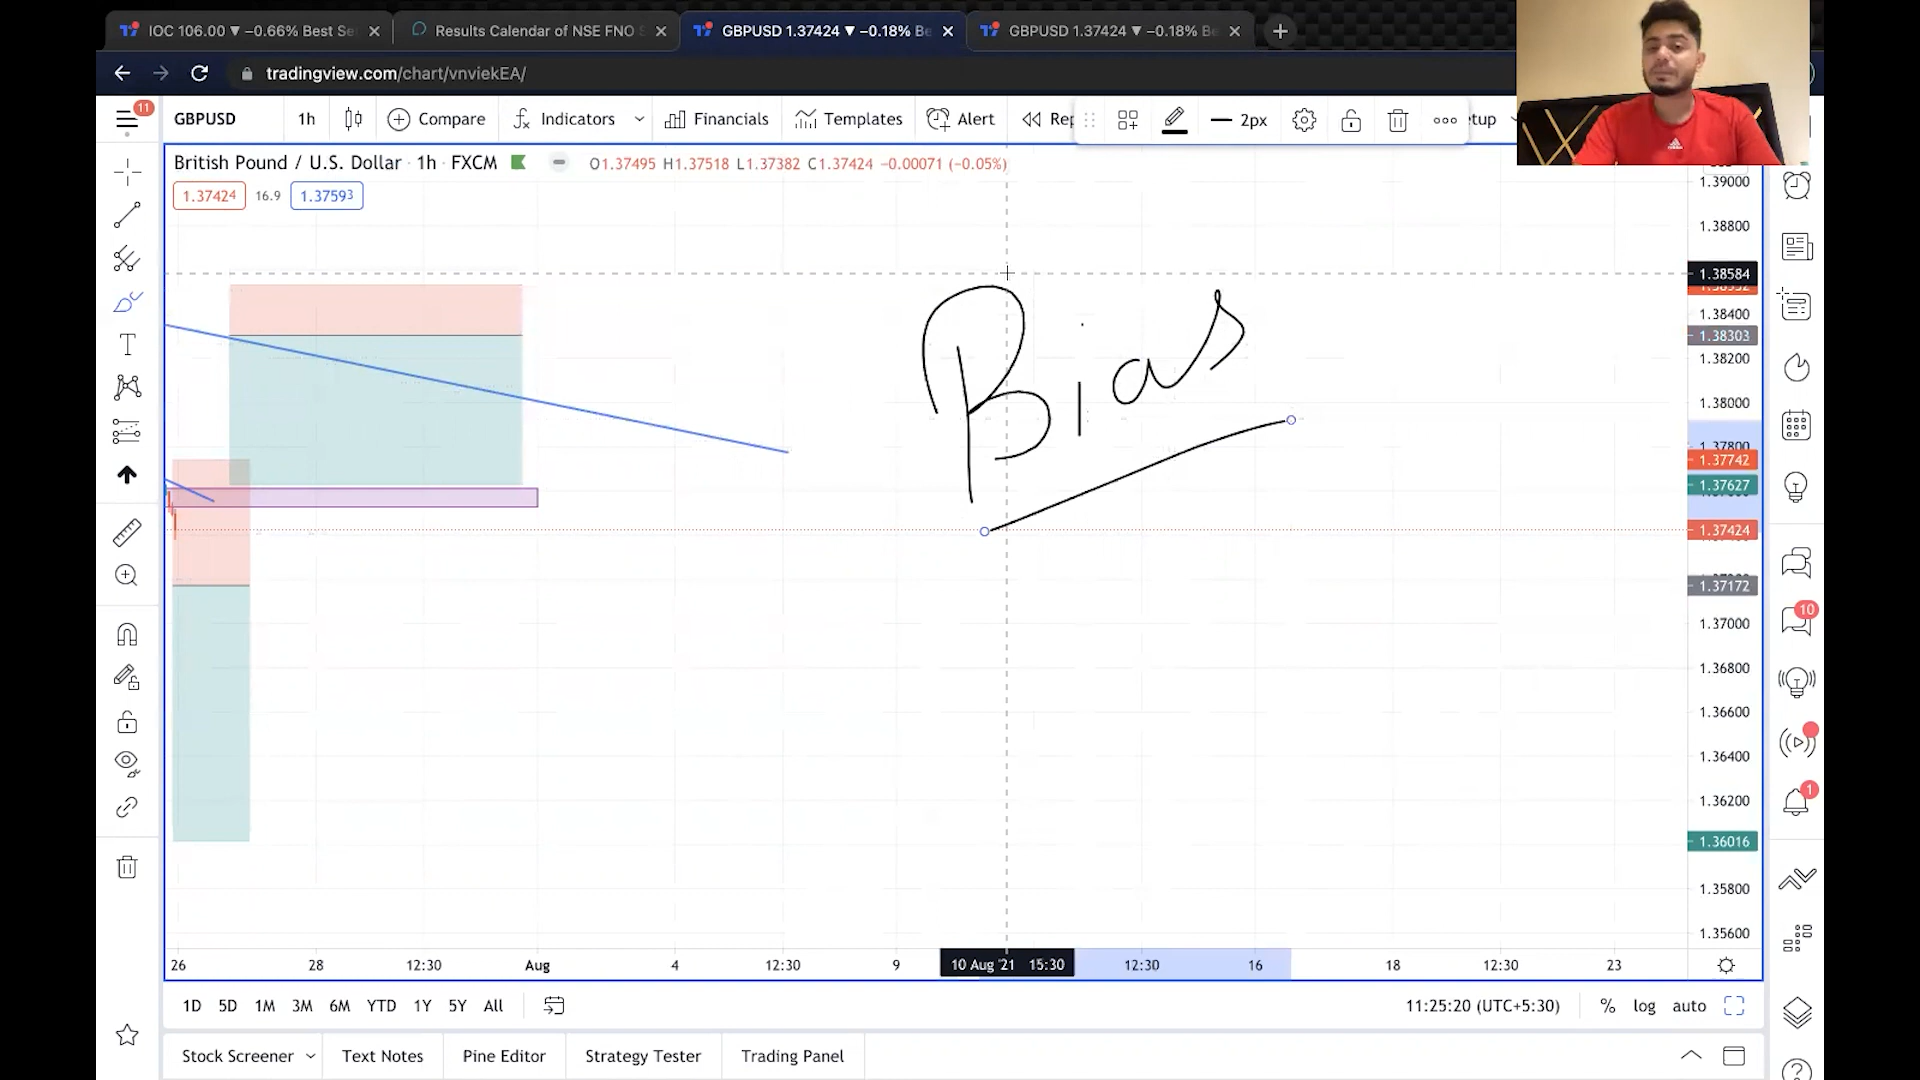 IOC 106.00 ▼ −0.66% Best Se
Results Calendar of NSE FNO S
GBPUSD 1.37424 ▼ −0.18% Be
GBPUSD 1.37424 ▼ −0.18% Be
tradingview.com/chart/vnviekEA/
11
GBPUSD 1h Compare Indicators Financials Templates Alert Rep 2px etup
British Pound / U.S. Dollar · 1h · FXCM O1.37495 H1.37518 L1.37382 C1.37424 −0.00071 (−0.05%)
1.37424 16.9 1.37593
adidas
1.39000
1.38800
1.38584
1.38400
1.38303
1.38200
1.38000
1.37800
1.37742
1.37627
1.37424
1.37172
1.37000
1.36800
1.36600
1.36400
1.36200
1.36016
1.35800
1.35600
Bias
10
1
26 28 12:30 Aug 4 12:30 9 10 Aug '21 15:30 12:30 16 18 12:30 23
1D 5D 1M 3M 6M YTD 1Y 5Y All 11:25:20 (UTC+5:30) % log auto
Stock Screener Text Notes Pine Editor Strategy Tester Trading Panel